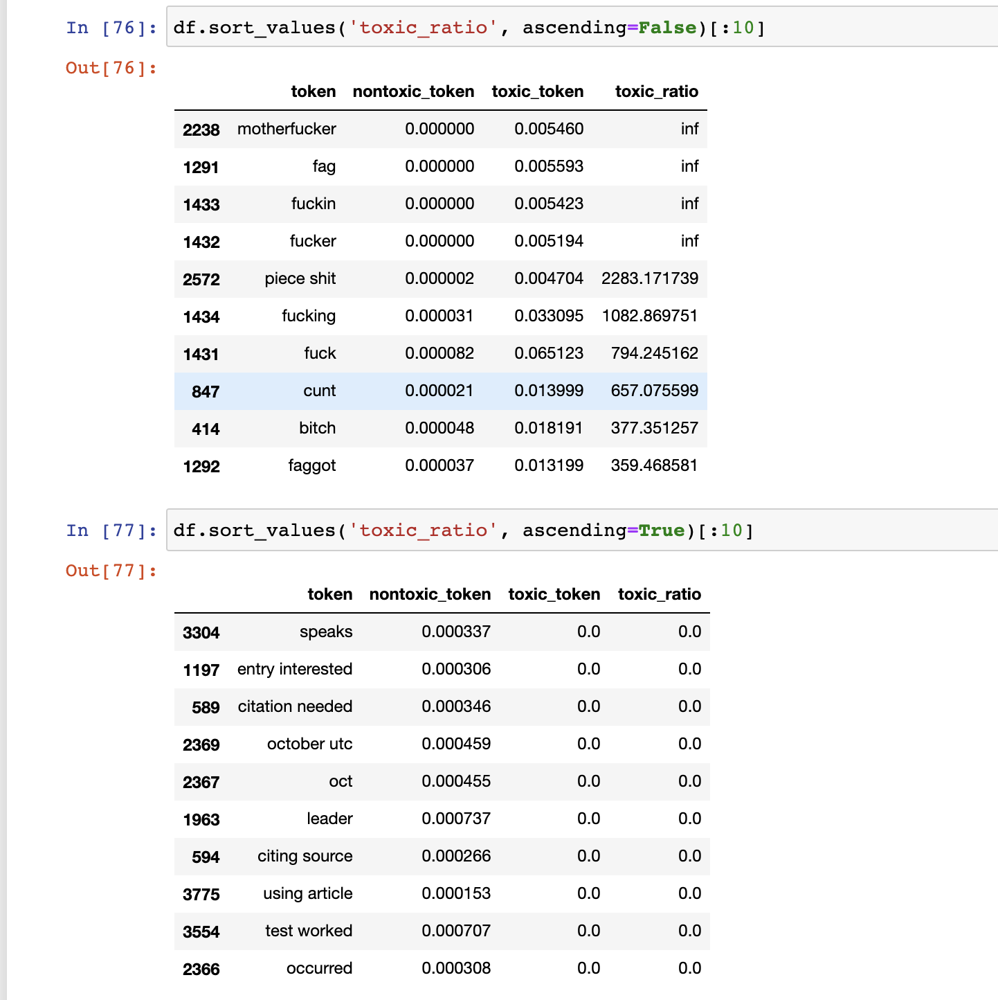 In [76]: df.sort_values('toxic_ratio', ascending=False)[:10]
Out[76]:
token nontoxic_token toxic_token toxic_ratio
2238 motherfucker 0.000000 0.005460 inf
1291 fag 0.000000 0.005593 inf
1433 fuckin 0.000000 0.005423 inf
1432 fucker 0.000000 0.005194 inf
2572 piece shit 0.000002 0.004704 2283.171739
1434 fucking 0.000031 0.033095 1082.869751
1431 fuck 0.000082 0.065123 794.245162
847 cunt 0.000021 0.013999 657.075599
414 bitch 0.000048 0.018191 377.351257
1292 faggot 0.000037 0.013199 359.468581
In [77]: df.sort_values('toxic_ratio', ascending=True)[:10]
Out[77]:
token nontoxic_token toxic_token toxic_ratio
3304 speaks 0.000337 0.0 0.0
1197 entry interested 0.000306 0.0 0.0
589 citation needed 0.000346 0.0 0.0
2369 october utc 0.000459 0.0 0.0
2367 oct 0.000455 0.0 0.0
1963 leader 0.000737 0.0 0.0
594 citing source 0.000266 0.0 0.0
3775 using article 0.000153 0.0 0.0
3554 test worked 0.000707 0.0 0.0
2366 occurred 0.000308 0.0 0.0